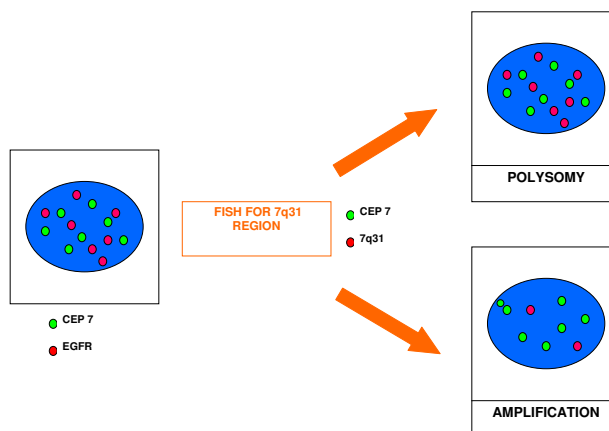 CEP 7
EGFR
FISH FOR 7q31
REGION
CEP 7
7q31
POLYSOMY
AMPLIFICATION